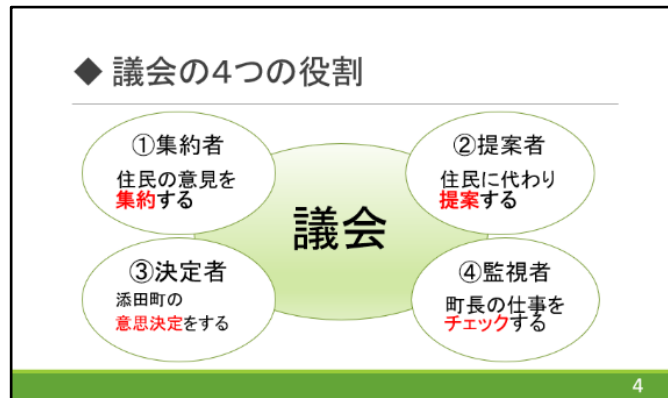 ◆ 議会の4つの役割
①集約者
住民の意見を
集約する
②提案者
住民に代わり
提案する
議会
③決定者
添田町の
意思決定をする
④監視者
町長の仕事を
チェックする
4